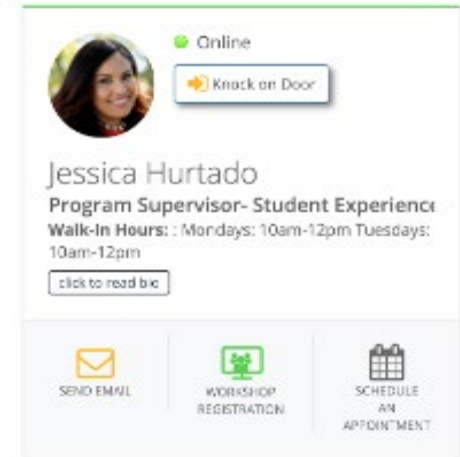 Online
Knock on Door
Jessica Hurtado
Program Supervisor- Student Experience
Walk-In Hours: : Mondays: 10am-12pm Tuesdays:
10am-12pm
click to read bio
SEND EMAIL
WORKSHOP
REGISTRATION
SCHEDULE
AN
APPOINTMENT